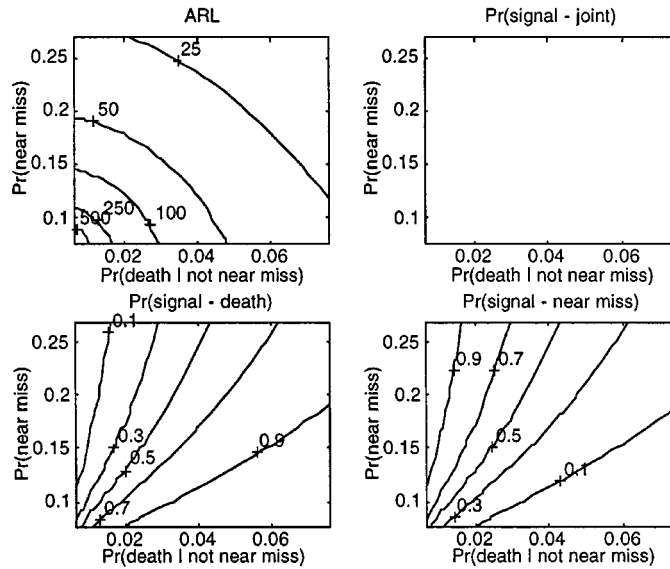 ARL
0.25
0.2
0.15
0.1
25
50
100
250
500
0.02 0.04 0.06
Pr(near miss)
Pr(death | not near miss)
Pr(signal - joint)
0.25
0.2
0.15
0.1
0.02 0.04 0.06
Pr(near miss)
Pr(death | not near miss)
Pr(signal - death)
0.25
0.2
0.15
0.1
0.1
0.3
0.5
0.7
0.9
0.02 0.04 0.06
Pr(near miss)
Pr(death | not near miss)
Pr(signal - near miss)
0.25
0.2
0.15
0.1
0.9
0.7
0.5
0.3
0.1
0.02 0.04 0.06
Pr(near miss)
Pr(death | not near miss)